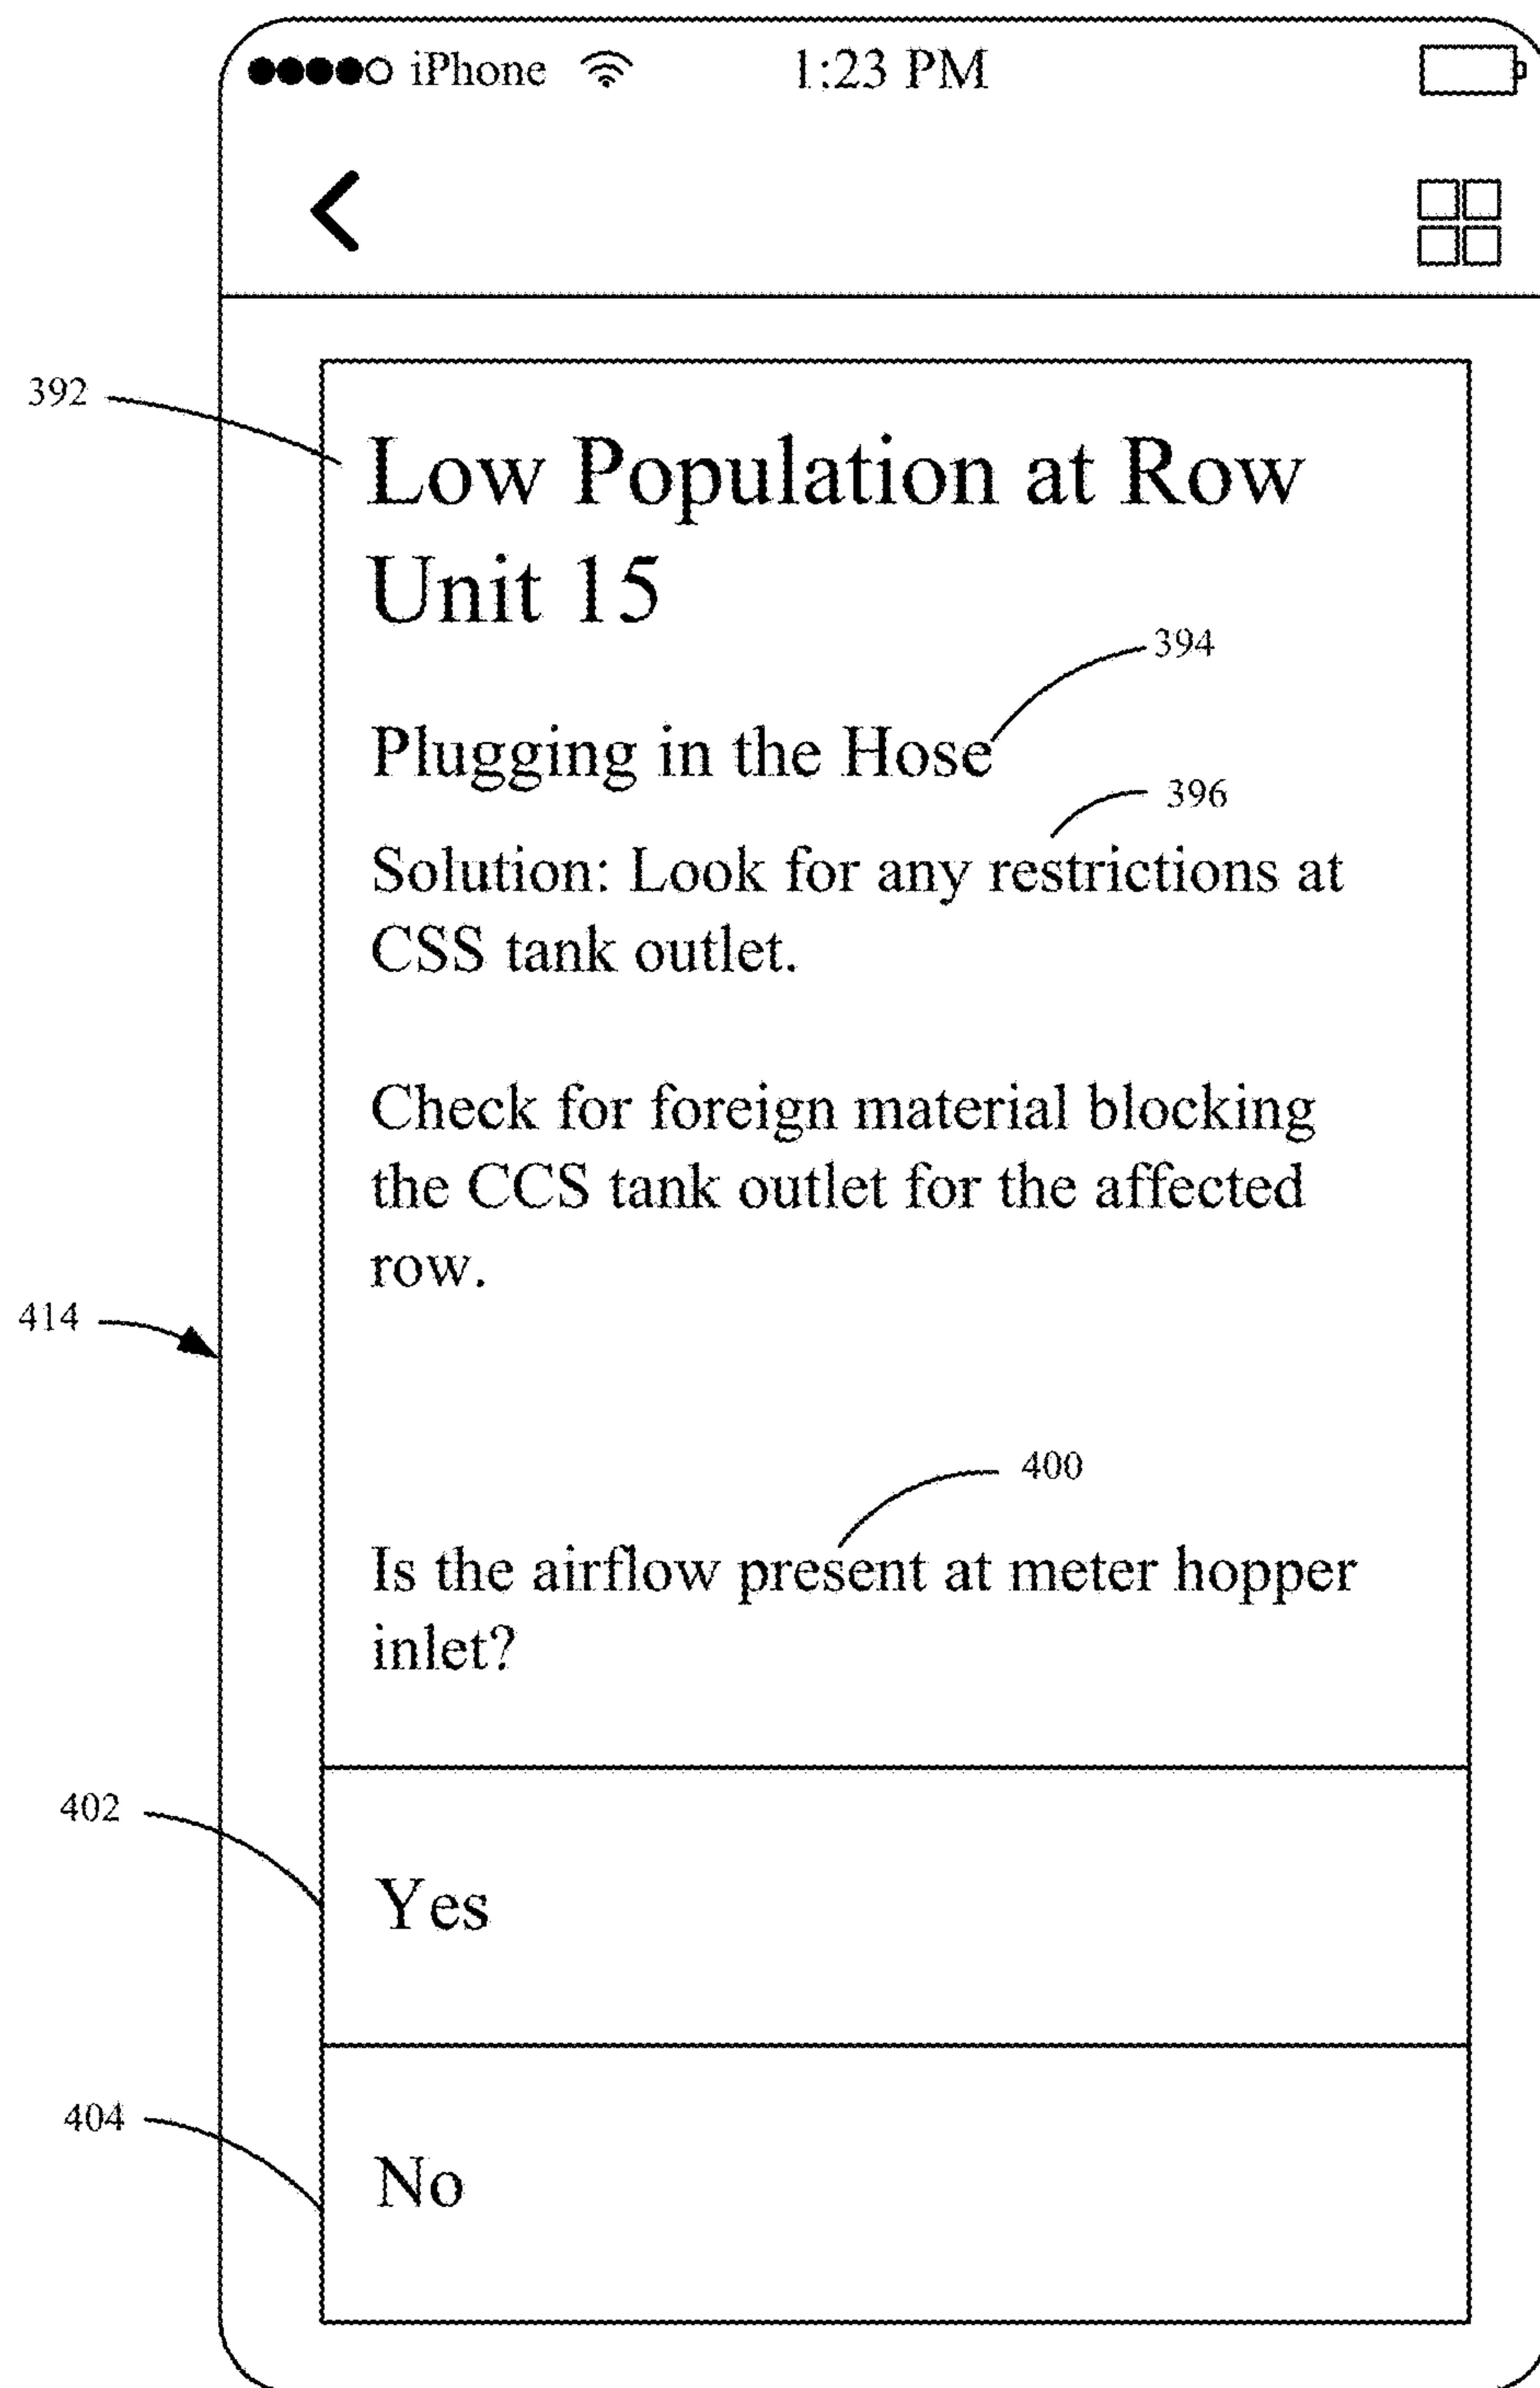 iPhone 1:23 PM
392
Low Population at Row
Unit 15
394
Plugging in the Hose
396
Solution: Look for any restrictions at
CSS tank outlet.
Check for foreign material blocking
the CCS tank outlet for the affected
row.
414
400
Is the airflow present at meter hopper
inlet?
402
Yes
404
No